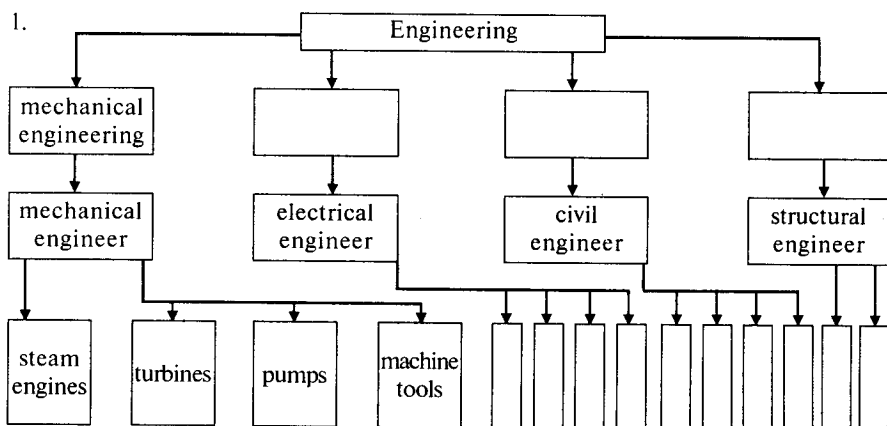 1.
Engineering
mechanical
engineering
mechanical
engineer
electrical
engineer
civil
engineer
structural
engineer
steam
engines
turbines
pumps
machine
tools